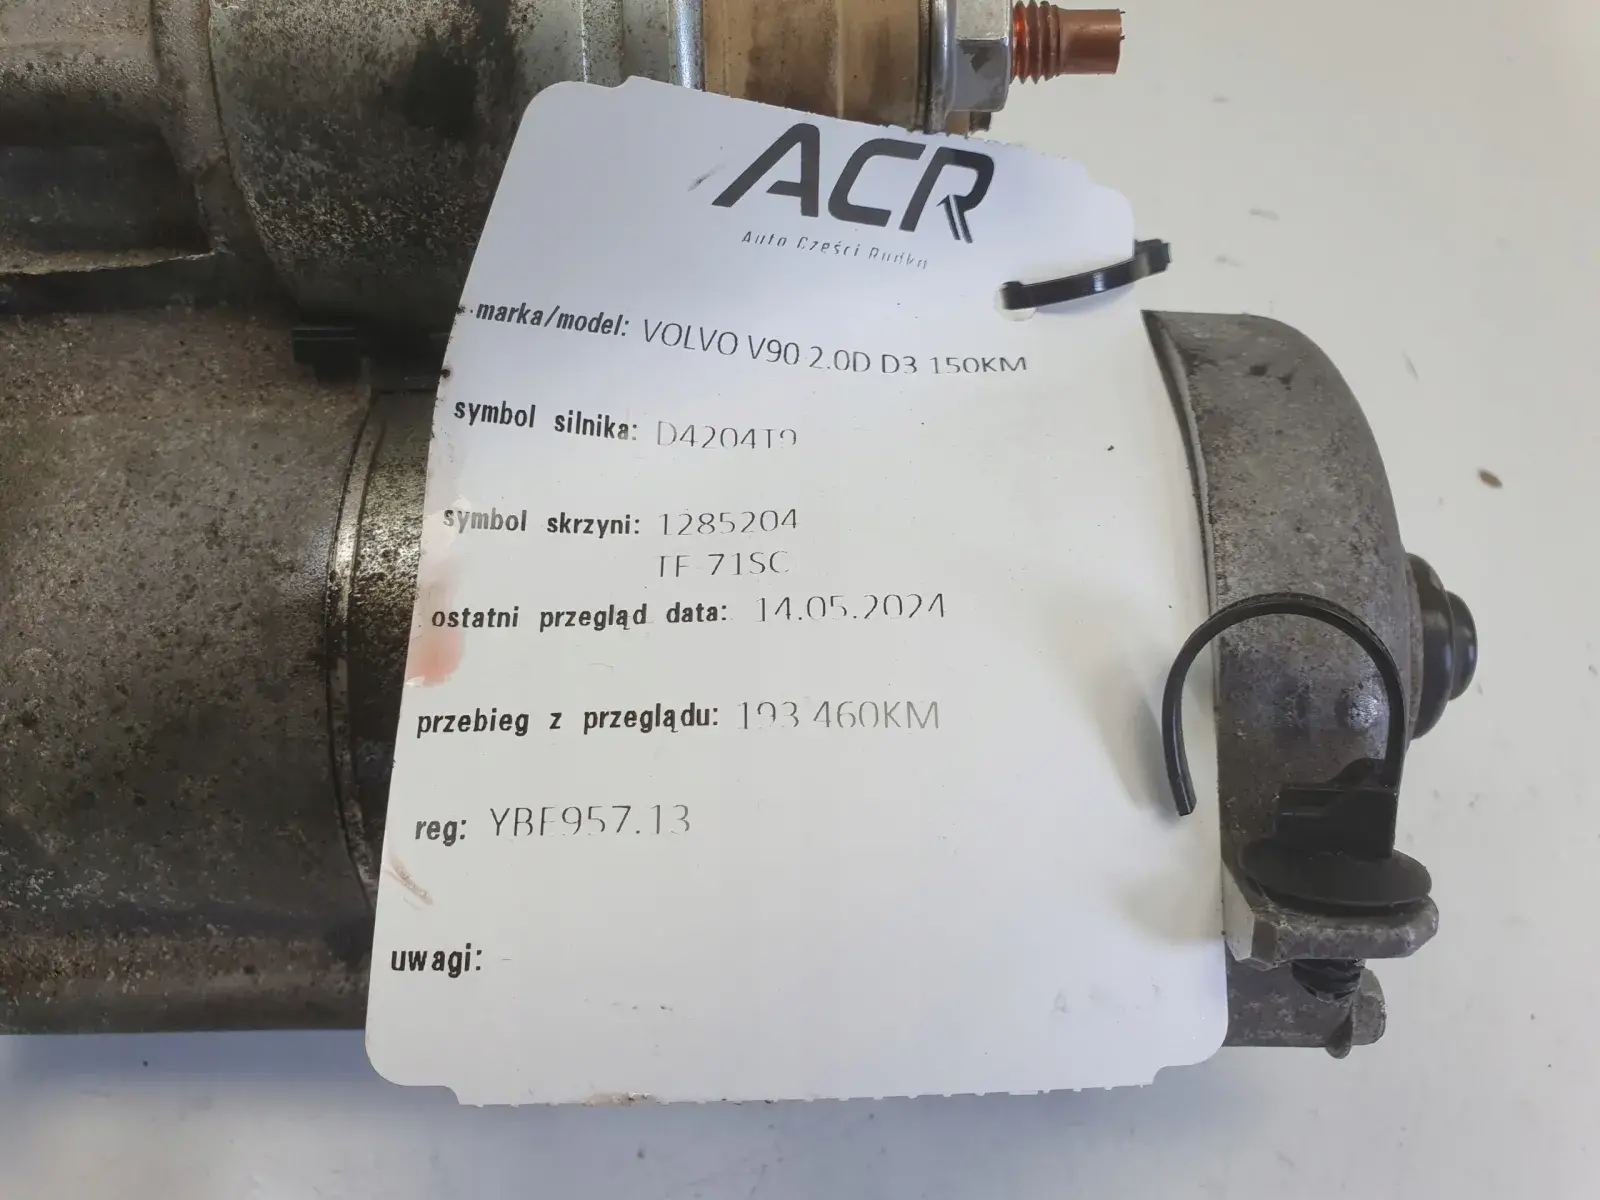 ACR
Auto Części Rudka
marka/model: VOLVO V90 2.0D D3 150KM
symbol silnika: D4204T9
symbol skrzyni: 1285204
TF-71SC
ostatni przegląd data: 14.05.2024
przebieg z przeglądu: 193 460KM
reg: YBE957.13
uwagi: -